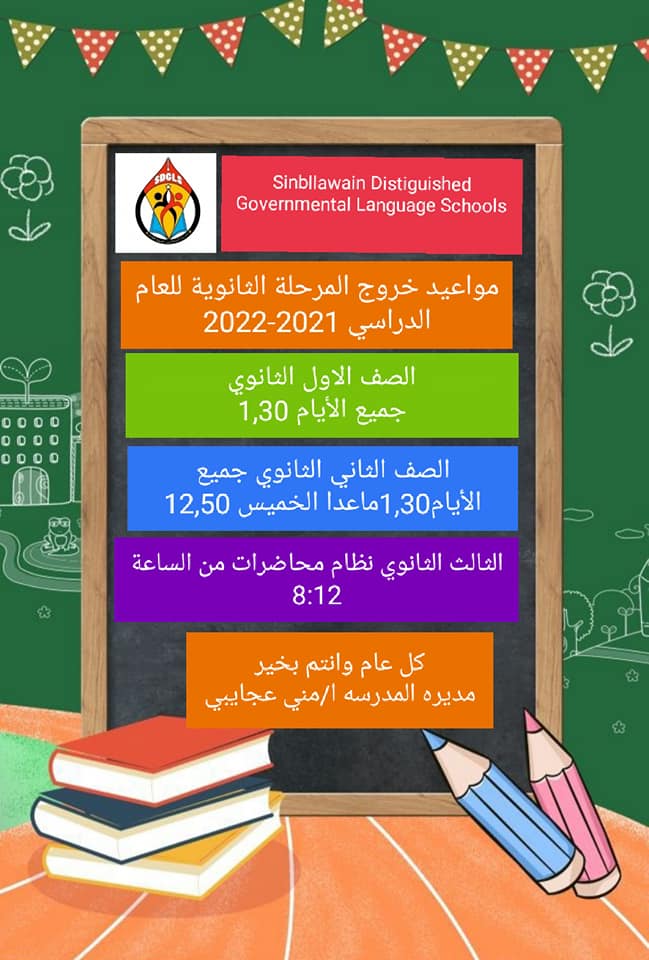 SDGLS
Sinbllawain Distiguished
Governmental Language Schools
مواعيد خروج المرحلة الثانوية للعام
الدراسي 2021-2022
الصف الاول الثانوي
جميع الأيام 1,30
الصف الثاني الثانوي جميع
الأيام1,30ماعدا الخميس 12,50
الثالث الثانوي نظام محاضرات من الساعة
8:12
كل عام وانتم بخير
مديره المدرسه ا/مني عجايبي